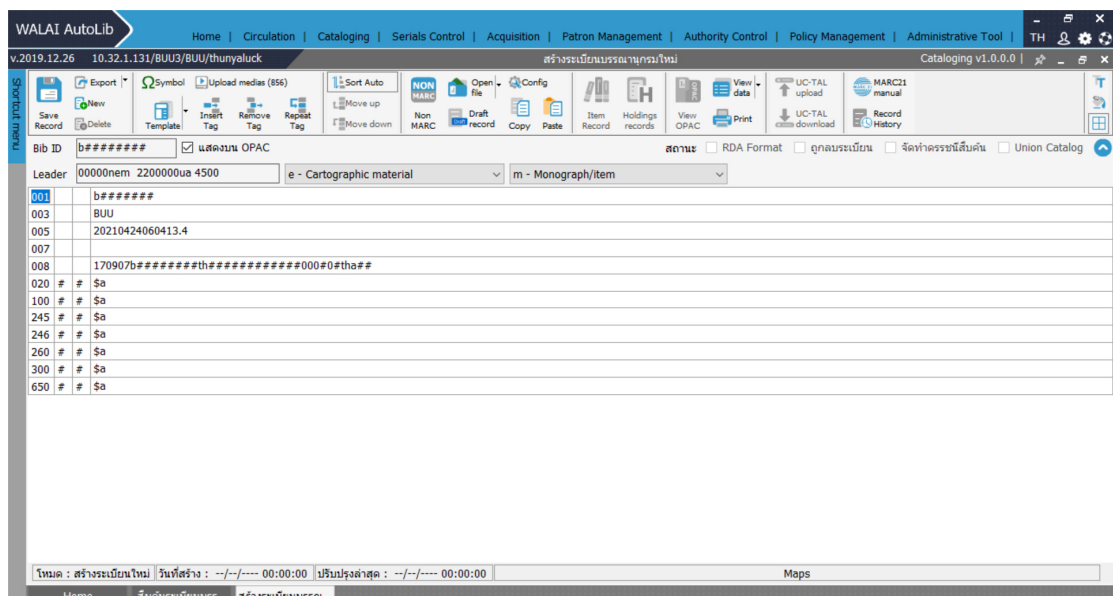 WALAI AutoLib
Home | Circulation | Cataloging | Serials Control | Acquisition | Patron Management | Authority Control | Policy Management | Administrative Tool | TH
v.2019.12.26 10.32.1.131/BUU3/BUU/thunyaluck สร้างระเบียนบรรณานุกรมใหม่ Cataloging v1.0.0.0 |
Shortcut menu
Save Record
Export
New
Delete
Template
Symbol
Upload medias (856)
Insert Tag
Remove Tag
Repeat Tag
Sort Auto
Move up
Move down
NON MARC
Non MARC
Open file
Draft record
Config
Copy
Paste
Item Record
Holdings records
OPAC
View OPAC
View data
Print
UC-TAL upload
UC-TAL download
MARC21 manual
Record History
Bib ID b######## แสดงบน OPAC สถานะ RDA Format ถูกลบระเบียน จัดทำดรรชนีสืบค้น Union Catalog
Leader 00000nem 2200000ua 4500 e - Cartographic material m - Monograph/item
001 b#######
003 BUU
005 20210424060413.4
007
008 170907b########th############000#0#tha##
020 # # $a
100 # # $a
245 # # $a
246 # # $a
260 # # $a
300 # # $a
650 # # $a
โหมด : สร้างระเบียนใหม่ วันที่สร้าง : --/--/---- 00:00:00 ปรับปรุงล่าสุด : --/--/---- 00:00:00 Maps
Home